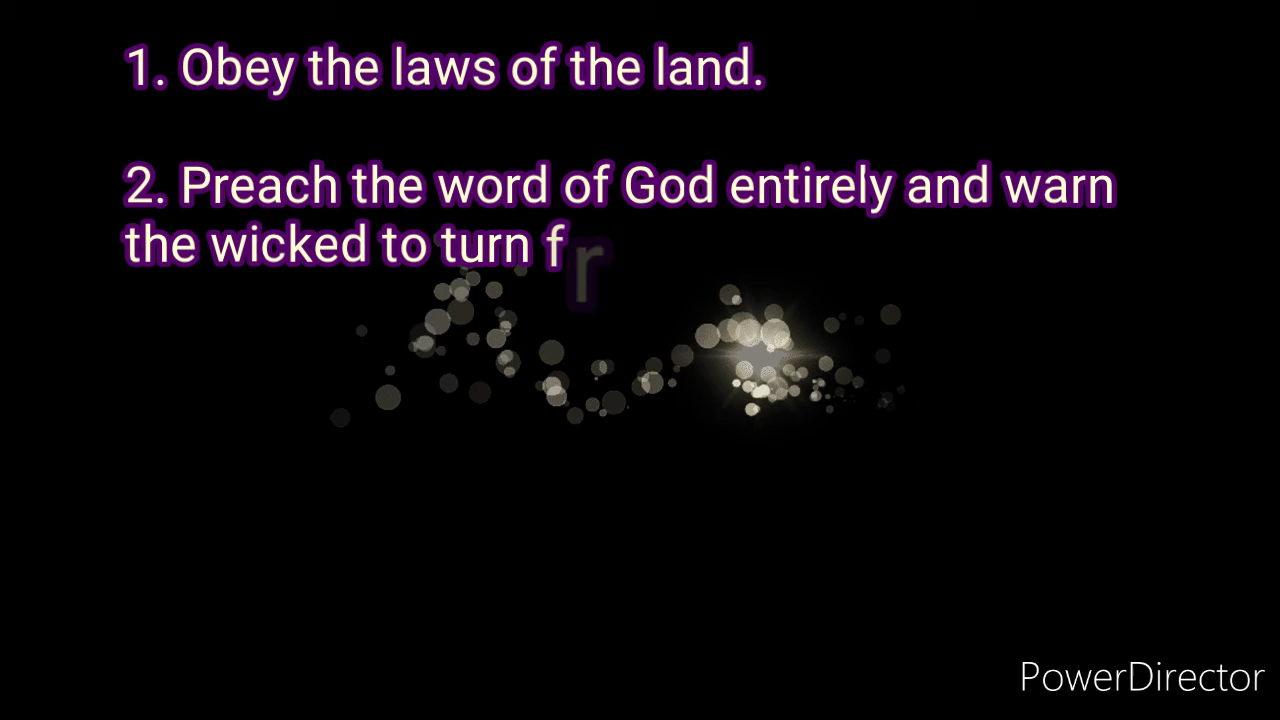 1. Obey the laws of the land.
2. Preach the word of God entirely and warn
the wicked to turn fr
PowerDirector